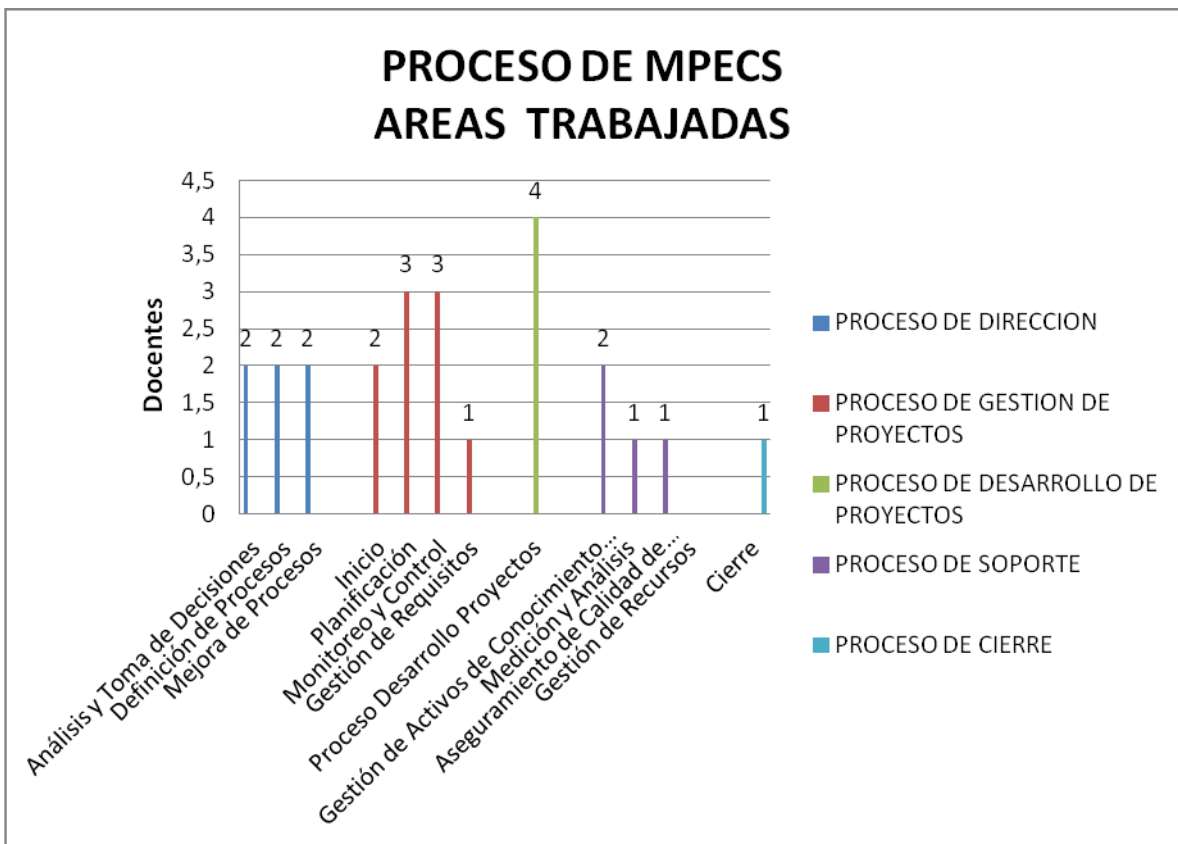 PROCESO DE MPECS
AREAS TRABAJADAS
Docentes
4,5
4
3,5
3
2,5
2
1,5
1
0,5
0
2
2
2
2
3
3
1
4
2
1
1
1
Análisis y Toma de Decisiones
Definición de Procesos
Mejora de Procesos
Inicio
Planificación
Monitoreo y Control
Gestión de Requisitos
Proceso Desarrollo Proyectos
Gestión de Activos de Conocimiento...
Medición y Análisis
Aseguramiento de Calidad de...
Gestión de Recursos
Cierre
PROCESO DE DIRECCION
PROCESO DE GESTION DE
PROYECTOS
PROCESO DE DESARROLLO DE
PROYECTOS
PROCESO DE SOPORTE
PROCESO DE CIERRE